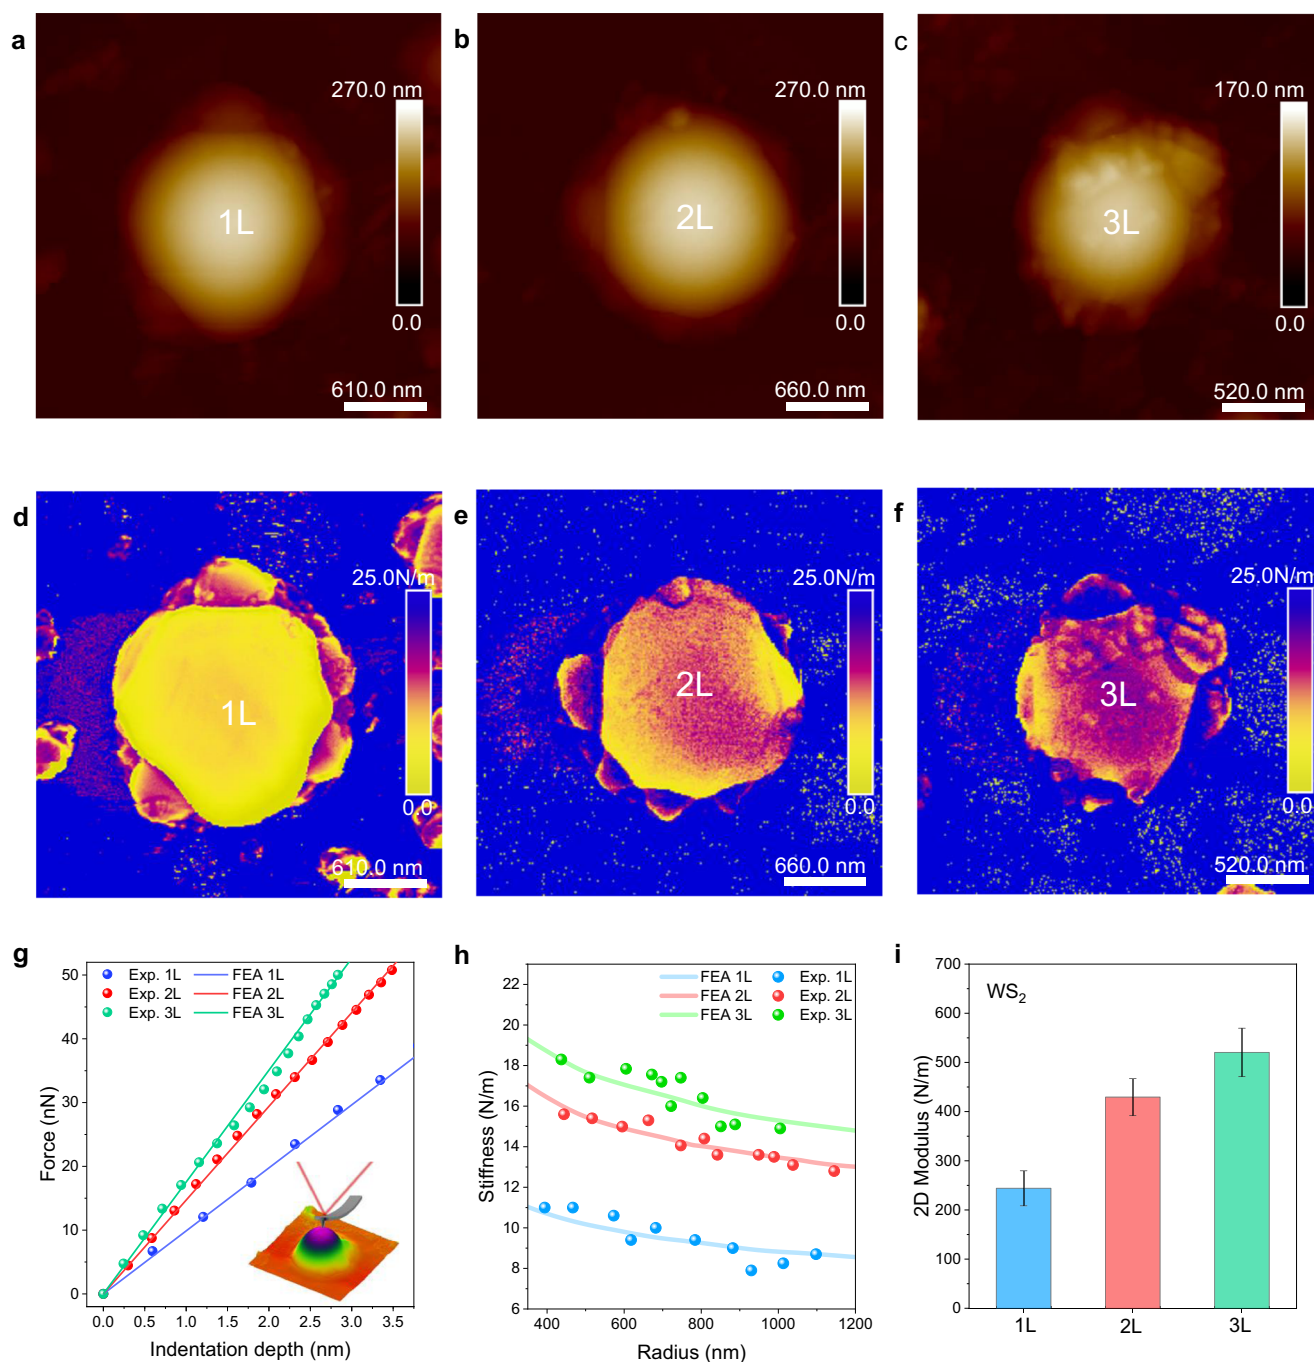 a
270.0 nm
1L
0.0
610.0 nm
b
270.0 nm
2L
0.0
660.0 nm
c
170.0 nm
3L
0.0
520.0 nm
d
25.0N/m
1L
0.0
610.0 nm
e
25.0N/m
2L
0.0
660.0 nm
f
25.0N/m
3L
0.0
520.0 nm
g
Exp. 1L FEA 1L
Exp. 2L FEA 2L
Exp. 3L FEA 3L
50
40
30
20
10
0
Force (nN)
0.0 0.5 1.0 1.5 2.0 2.5 3.0 3.5
Indentation depth (nm)
h
FEA 1L Exp. 1L
FEA 2L Exp. 2L
FEA 3L Exp. 3L
22
20
18
16
14
12
10
8
6
Stiffness (N/m)
400 600 800 1000 1200
Radius (nm)
i
WS2
700
600
500
400
300
200
100
0
2D Modulus (N/m)
1L 2L 3L